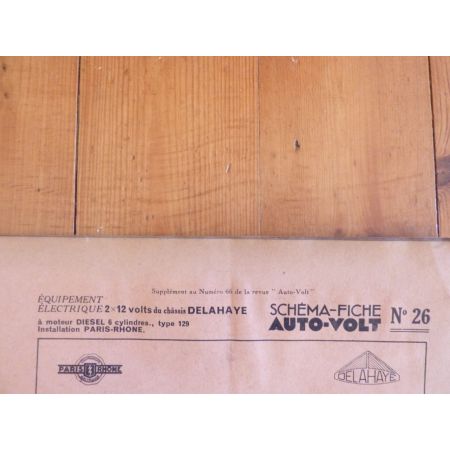 Supplément au Numéro 66 de la revue " Auto-Volt "
ÉQUIPEMENT
ÉLECTRIQUE 2×12 volts du châssis DELAHAYE
à moteur DIESEL 6 cylindres., type 129
Installation PARIS-RHONE.
SCHÉMA-FICHE
AUTO-VOLT
N° 26
PARIS RHONE
DELAHAYE